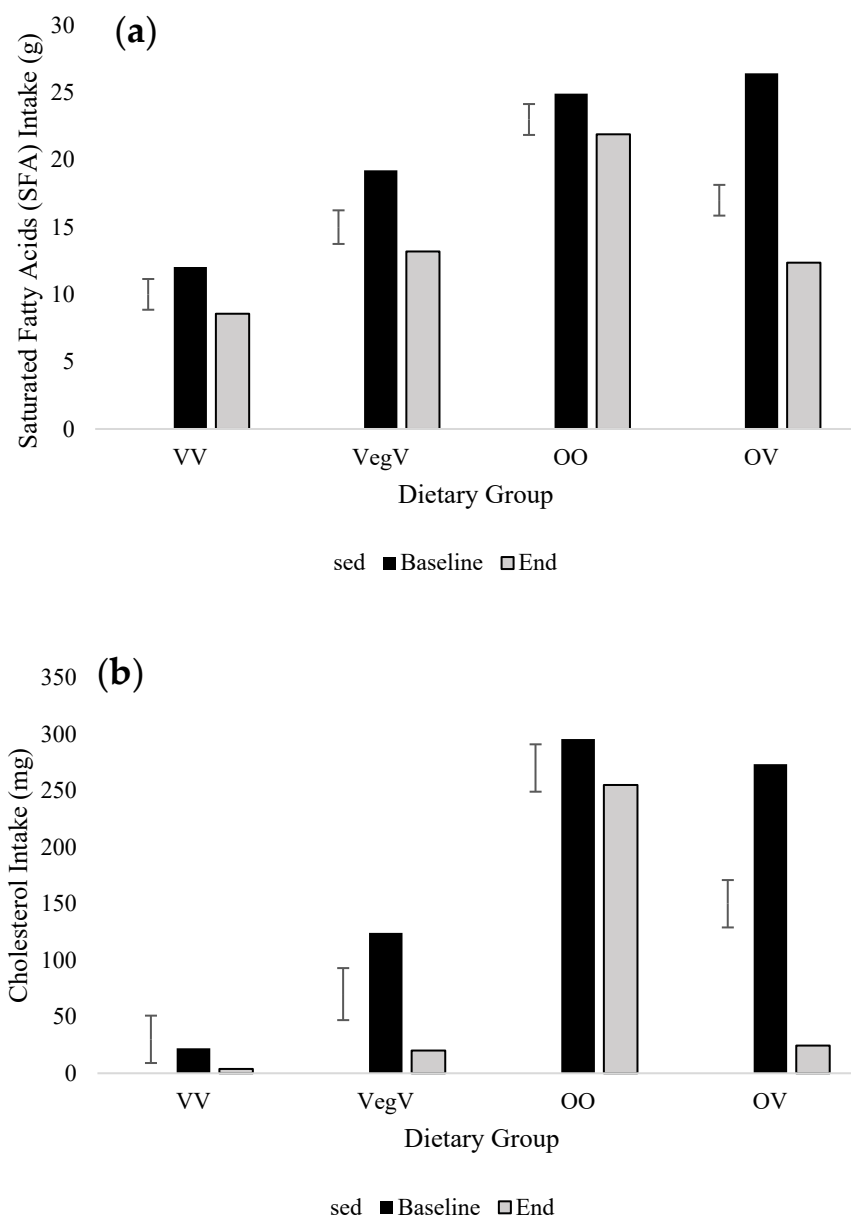 (a)
Saturated Fatty Acids (SFA) Intake (g)
30
25
20
15
10
5
0
VV VegV OO OV
Dietary Group
sed Baseline End
(b)
Cholesterol Intake (mg)
350
300
250
200
150
100
50
0
VV VegV OO OV
Dietary Group
sed Baseline End